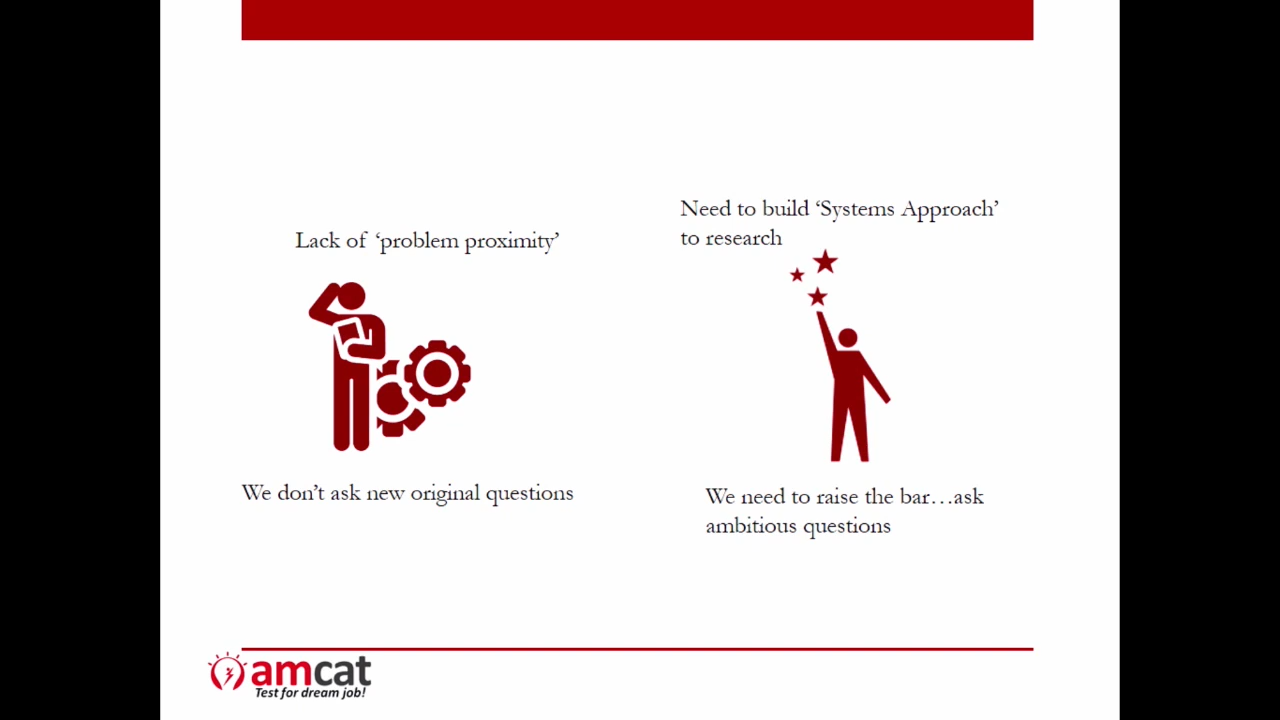 Lack of ‘problem proximity’
We don’t ask new original questions
Need to build ‘Systems Approach’
to research
We need to raise the bar…ask
ambitious questions
amcat
Test for dream job!